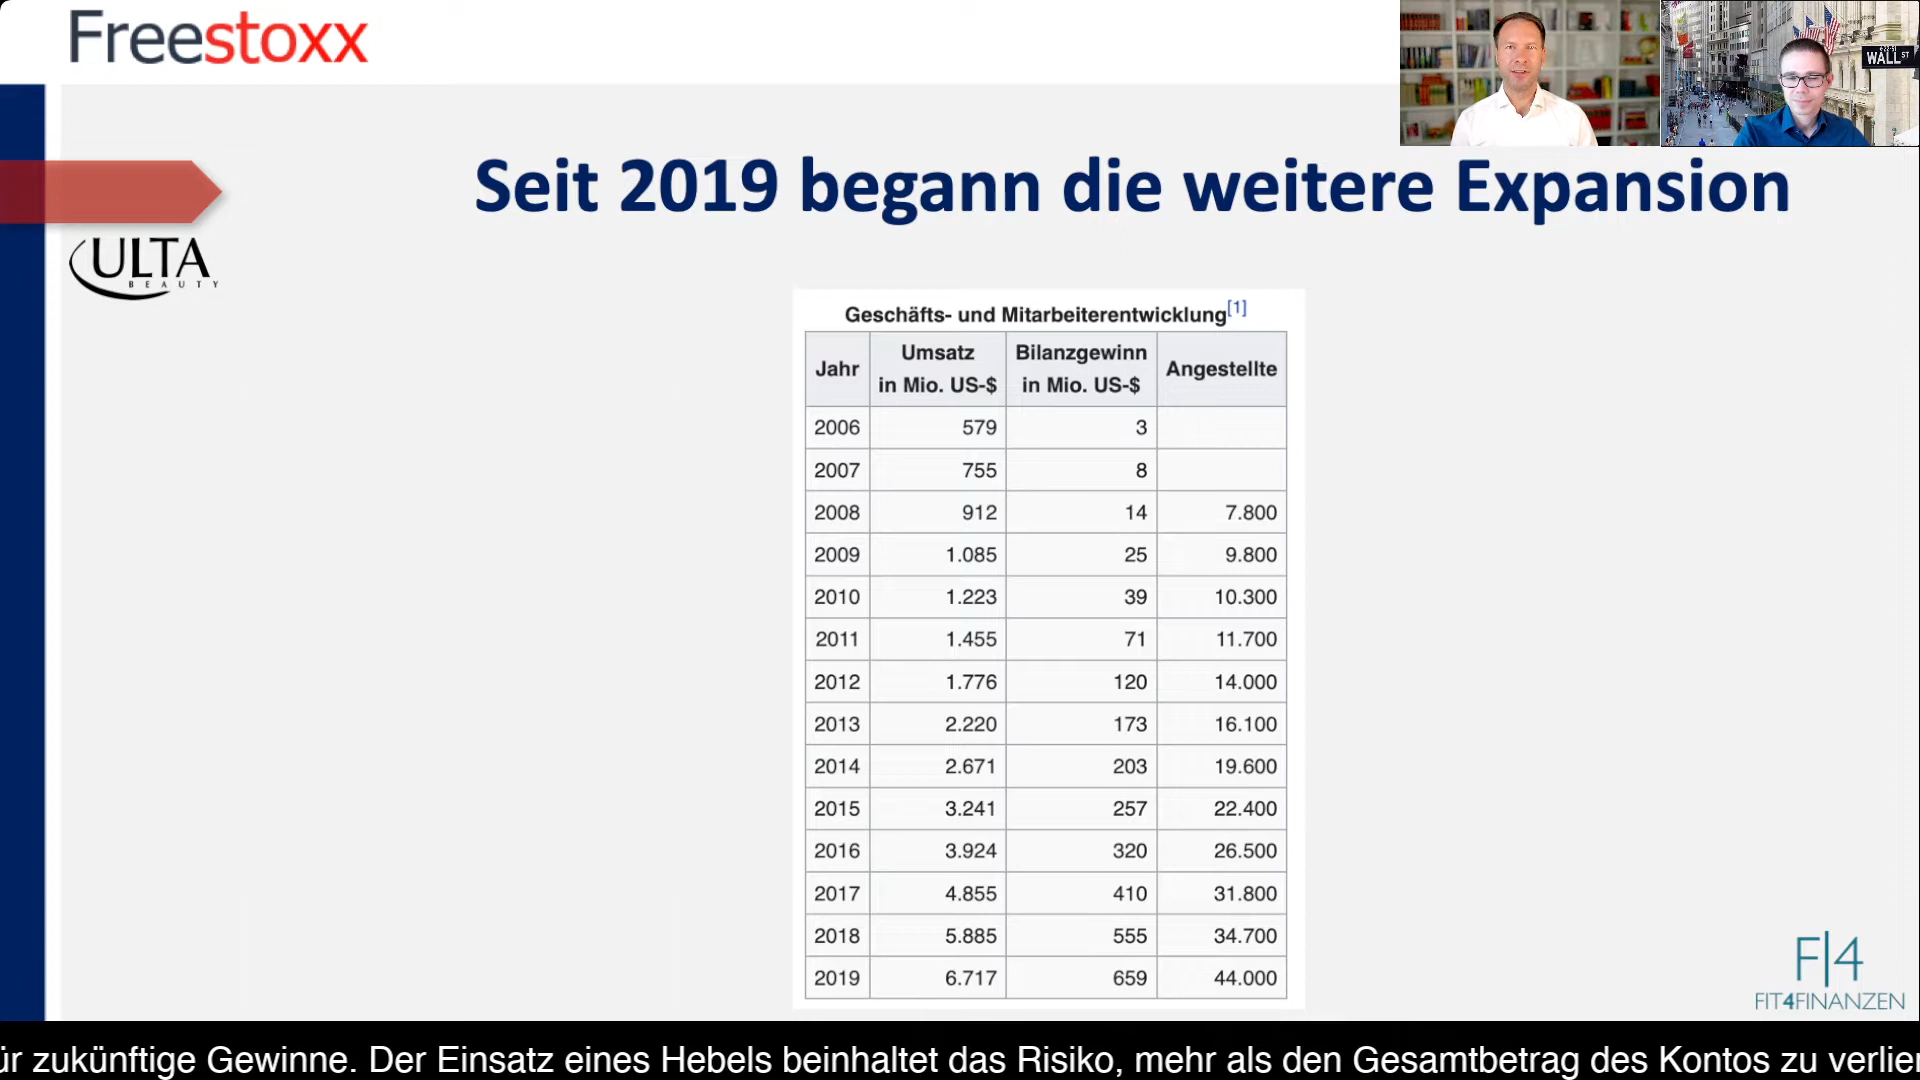 Freestoxx
WALL ST
Seit 2019 begann die weitere Expansion
ULTA
BEAUTY
Geschäfts- und Mitarbeiterentwicklung[1]
Jahr Umsatz in Mio. US-$ Bilanzgewinn in Mio. US-$ Angestellte
2006 579 3
2007 755 8
2008 912 14 7.800
2009 1.085 25 9.800
2010 1.223 39 10.300
2011 1.455 71 11.700
2012 1.776 120 14.000
2013 2.220 173 16.100
2014 2.671 203 19.600
2015 3.241 257 22.400
2016 3.924 320 26.500
2017 4.855 410 31.800
2018 5.885 555 34.700
2019 6.717 659 44.000
F|4
FIT4FINANZEN
ür zukünftige Gewinne. Der Einsatz eines Hebels beinhaltet das Risiko, mehr als den Gesamtbetrag des Kontos zu verlier